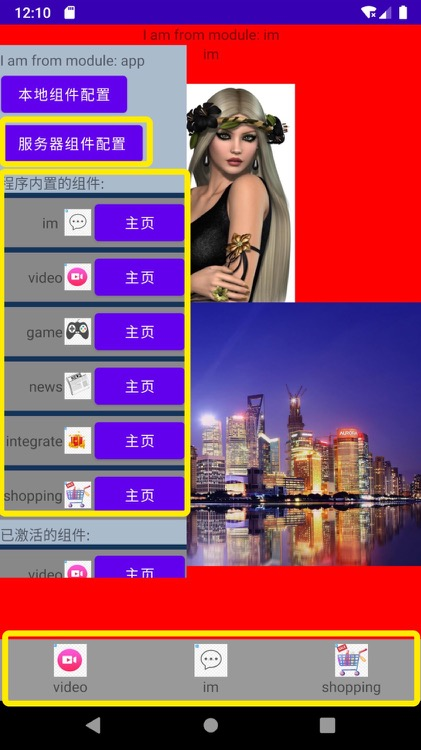 12:10
I am from module: im
im
I am from module: app
本地组件配置
服务器组件配置
程序内置的组件:
im 主页
video 主页
game 主页
news 主页
integrate 主页
shopping 主页
已激活的组件:
video 主页
AURORA
video
im
shopping